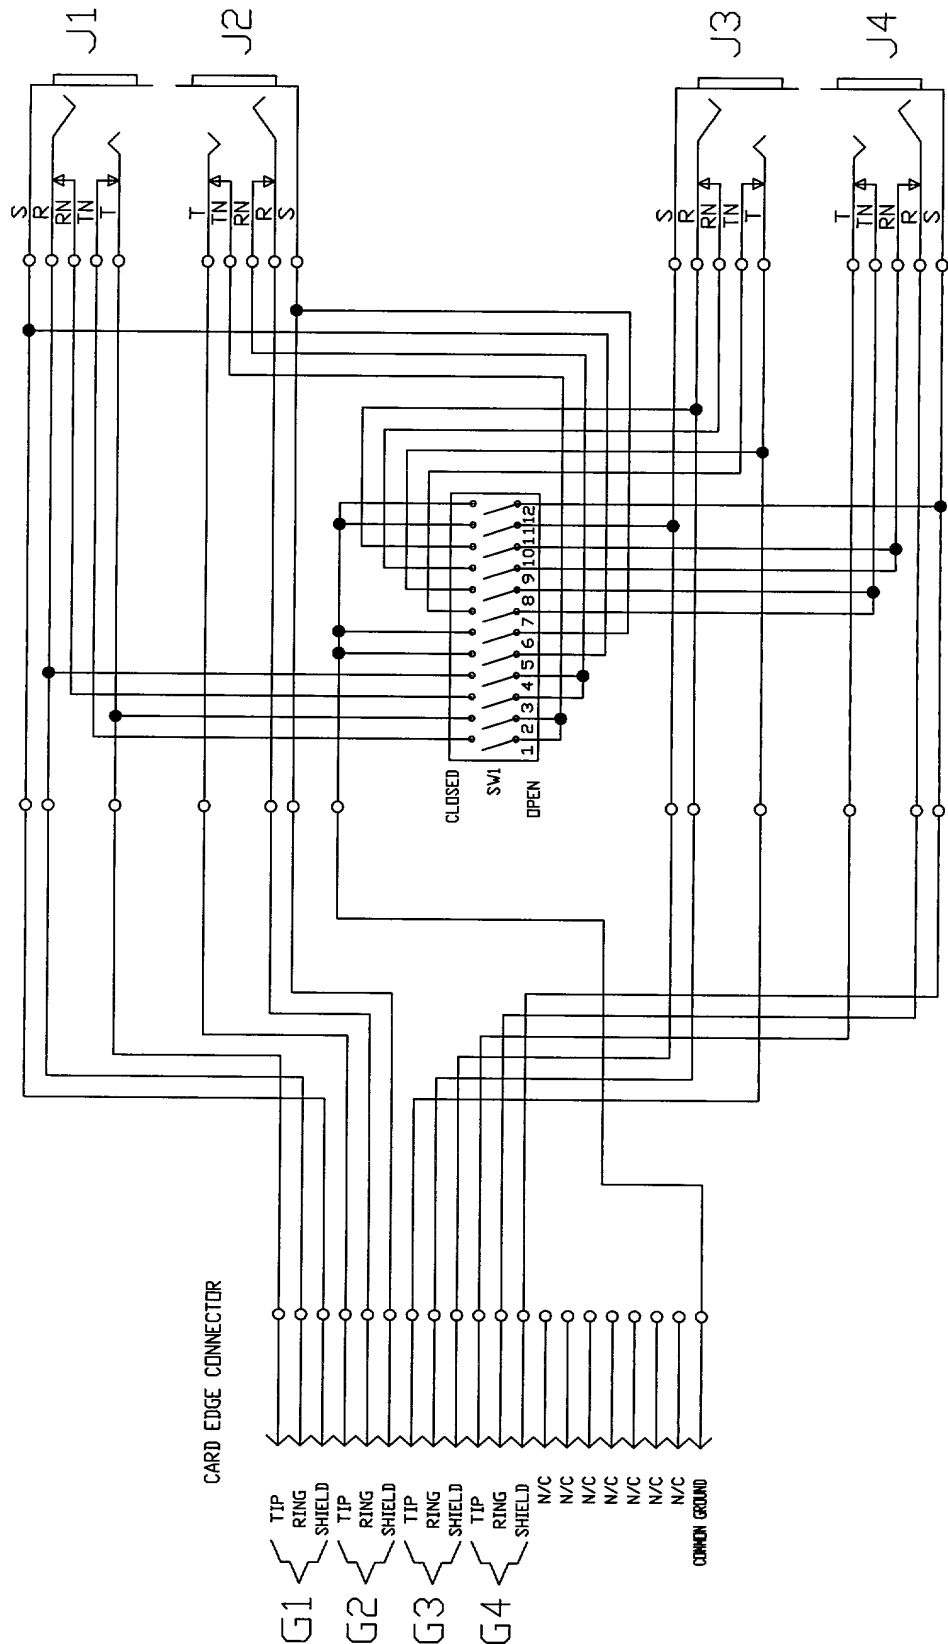 J1
J2
J3
J4
S
R
RN
TN
T
T
TN
RN
R
S
S
R
RN
TN
T
T
TN
RN
R
S
12
11
10
9
8
7
6
5
4
3
2
1
CLOSED
SW1
OPEN
CARD EDGE CONNECTOR
TIP
RING
SHIELD
TIP
RING
SHIELD
TIP
RING
SHIELD
TIP
RING
SHIELD
N/C
N/C
N/C
N/C
N/C
N/C
N/C
COMMON GROUND
G1
G2
G3
G4